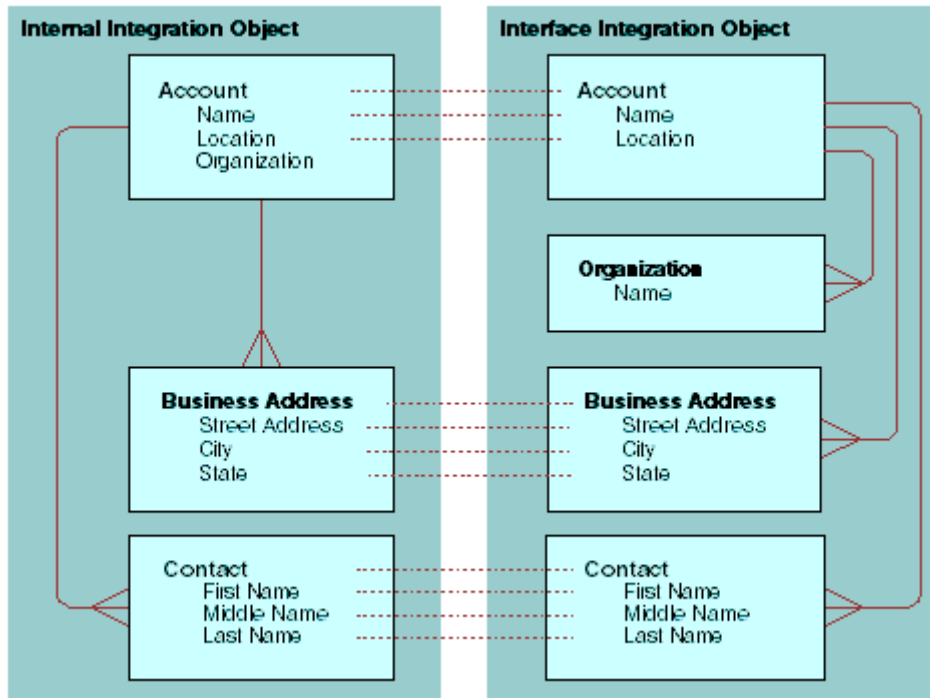 Internal Integration Object
Account
Name
Location
Organization
Business Address
Street Address
City
State
Contact
First Name
Middle Name
Last Name
Interface Integration Object
Account
Name
Location
Organization
Name
Business Address
Street Address
City
State
Contact
First Name
Middle Name
Last Name